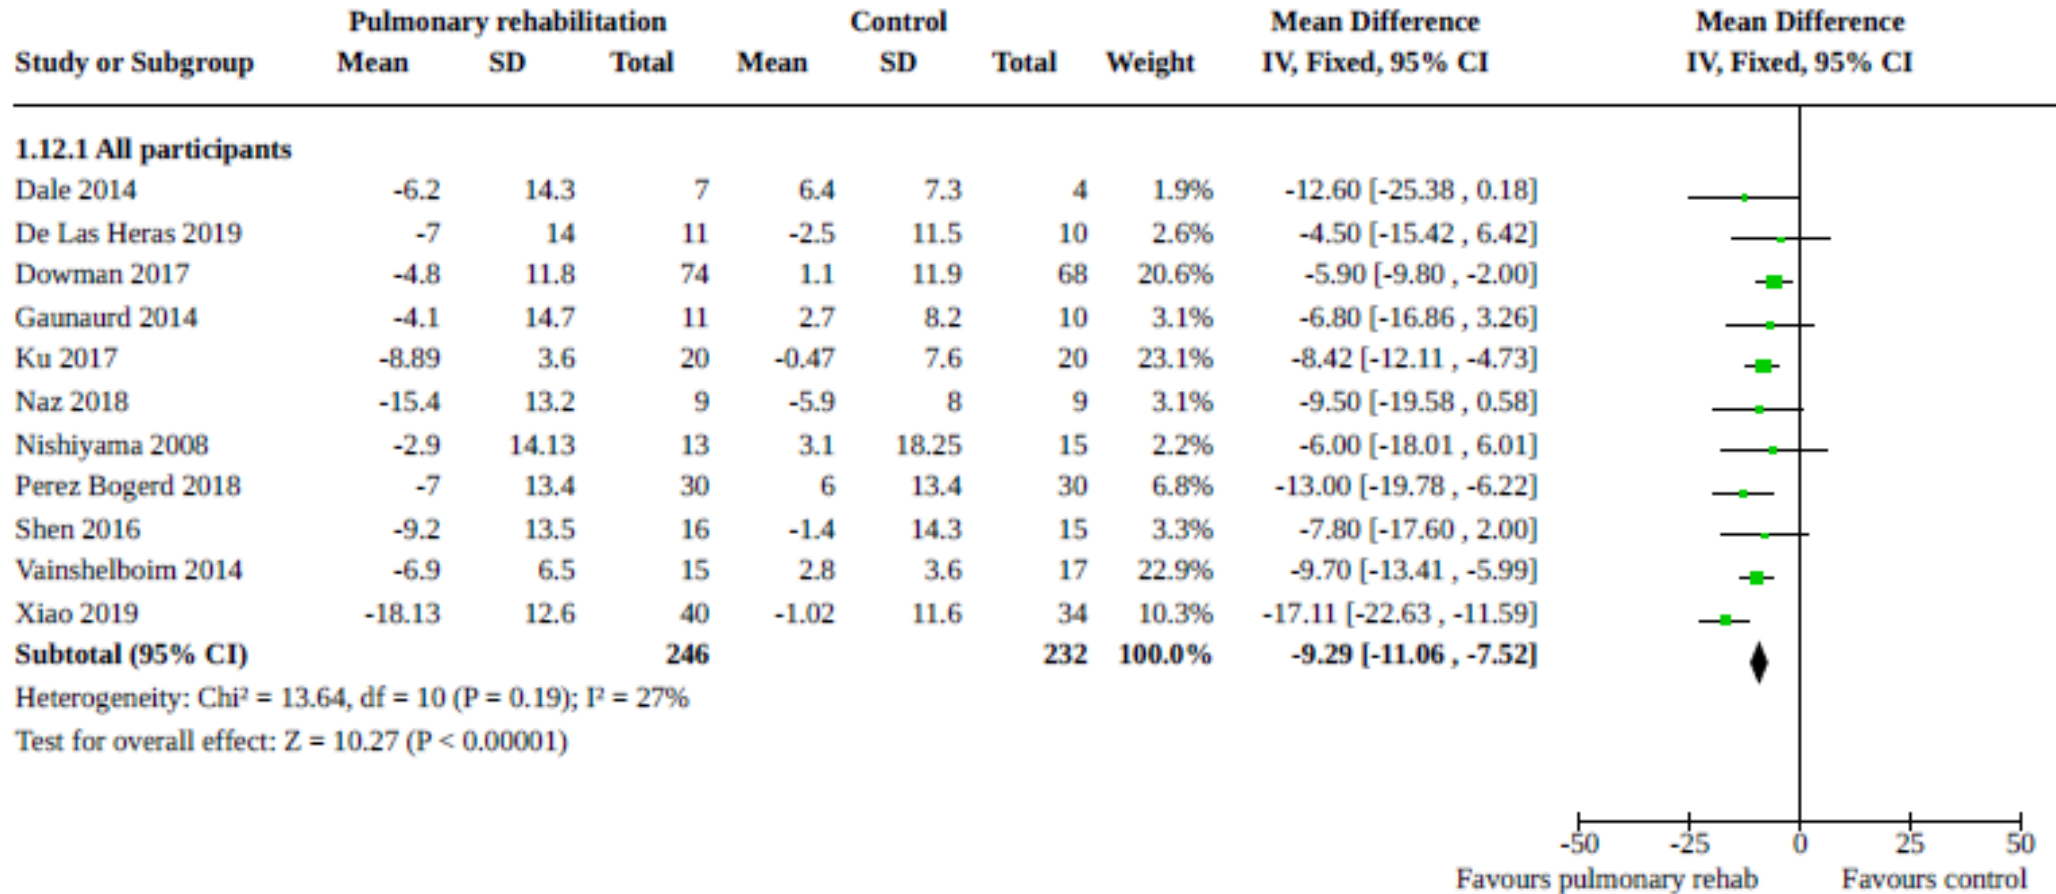 Pulmonary rehabilitation Control Mean Difference Mean Difference
Study or Subgroup Mean SD Total Mean SD Total Weight IV, Fixed, 95% CI IV, Fixed, 95% CI
1.12.1 All participants
Dale 2014 -6.2 14.3 7 6.4 7.3 4 1.9% -12.60 [-25.38 , 0.18]
De Las Heras 2019 -7 14 11 -2.5 11.5 10 2.6% -4.50 [-15.42 , 6.42]
Dowman 2017 -4.8 11.8 74 1.1 11.9 68 20.6% -5.90 [-9.80 , -2.00]
Gaunaurd 2014 -4.1 14.7 11 2.7 8.2 10 3.1% -6.80 [-16.86 , 3.26]
Ku 2017 -8.89 3.6 20 -0.47 7.6 20 23.1% -8.42 [-12.11 , -4.73]
Naz 2018 -15.4 13.2 9 -5.9 8 9 3.1% -9.50 [-19.58 , 0.58]
Nishiyama 2008 -2.9 14.13 13 3.1 18.25 15 2.2% -6.00 [-18.01 , 6.01]
Perez Bogerd 2018 -7 13.4 30 6 13.4 30 6.8% -13.00 [-19.78 , -6.22]
Shen 2016 -9.2 13.5 16 -1.4 14.3 15 3.3% -7.80 [-17.60 , 2.00]
Vainshelboim 2014 -6.9 6.5 15 2.8 3.6 17 22.9% -9.70 [-13.41 , -5.99]
Xiao 2019 -18.13 12.6 40 -1.02 11.6 34 10.3% -17.11 [-22.63 , -11.59]
Subtotal (95% CI) 246 232 100.0% -9.29 [-11.06 , -7.52]
Heterogeneity: Chi² = 13.64, df = 10 (P = 0.19); I² = 27%
Test for overall effect: Z = 10.27 (P < 0.00001)
-50 -25 0 25 50
Favours pulmonary rehab Favours control